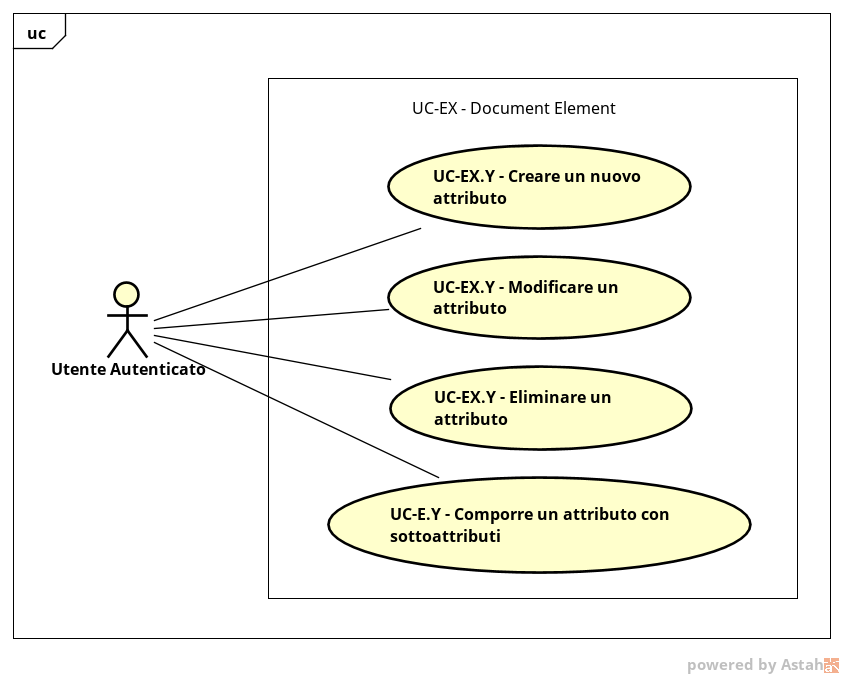 uc
UC-EX - Document Element
UC-EX.Y - Creare un nuovo
attributo
UC-EX.Y - Modificare un
attributo
UC-EX.Y - Eliminare un
attributo
UC-E.Y - Comporre un attributo con
sottoattributi
Utente Autenticato
powered by Astah